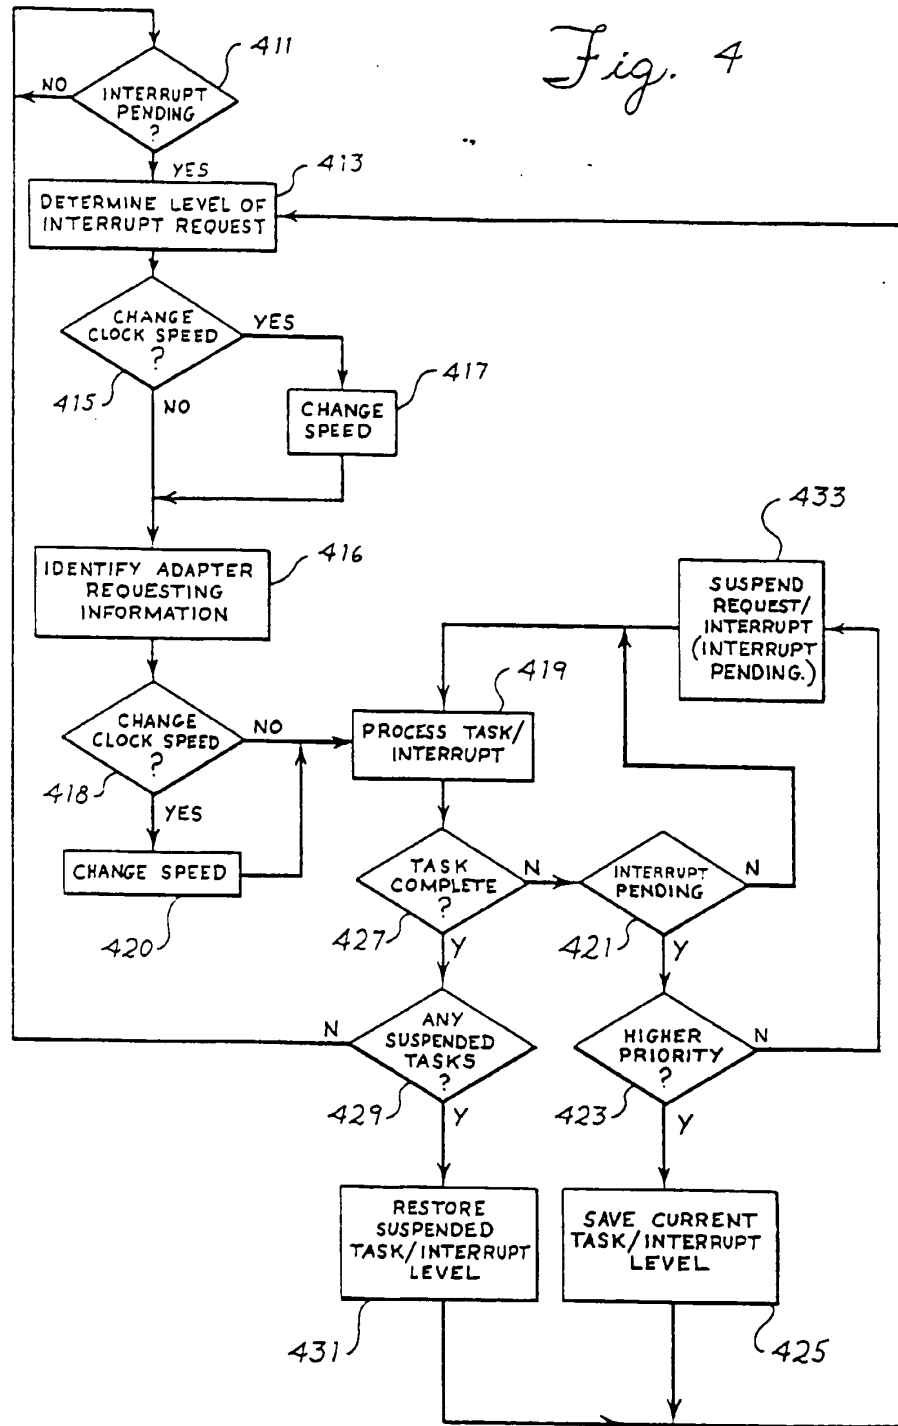 Fig. 4
411
NO
INTERRUPT
PENDING
?
YES
413
DETERMINE LEVEL OF
INTERRUPT REQUEST
CHANGE
CLOCK SPEED
?
YES
415
NO
417
CHANGE
SPEED
416
IDENTIFY ADAPTER
REQUESTING
INFORMATION
433
SUSPEND
REQUEST/
INTERRUPT
(INTERRUPT
PENDING.)
CHANGE
CLOCK SPEED
?
NO
418
YES
419
PROCESS TASK/
INTERRUPT
CHANGE SPEED
420
TASK
COMPLETE
?
N
427
Y
INTERRUPT
PENDING
N
421
Y
N
ANY
SUSPENDED
TASKS
?
429
Y
HIGHER
PRIORITY
?
N
423
Y
RESTORE
SUSPENDED
TASK/INTERRUPT
LEVEL
431
SAVE CURRENT
TASK/INTERRUPT
LEVEL
425